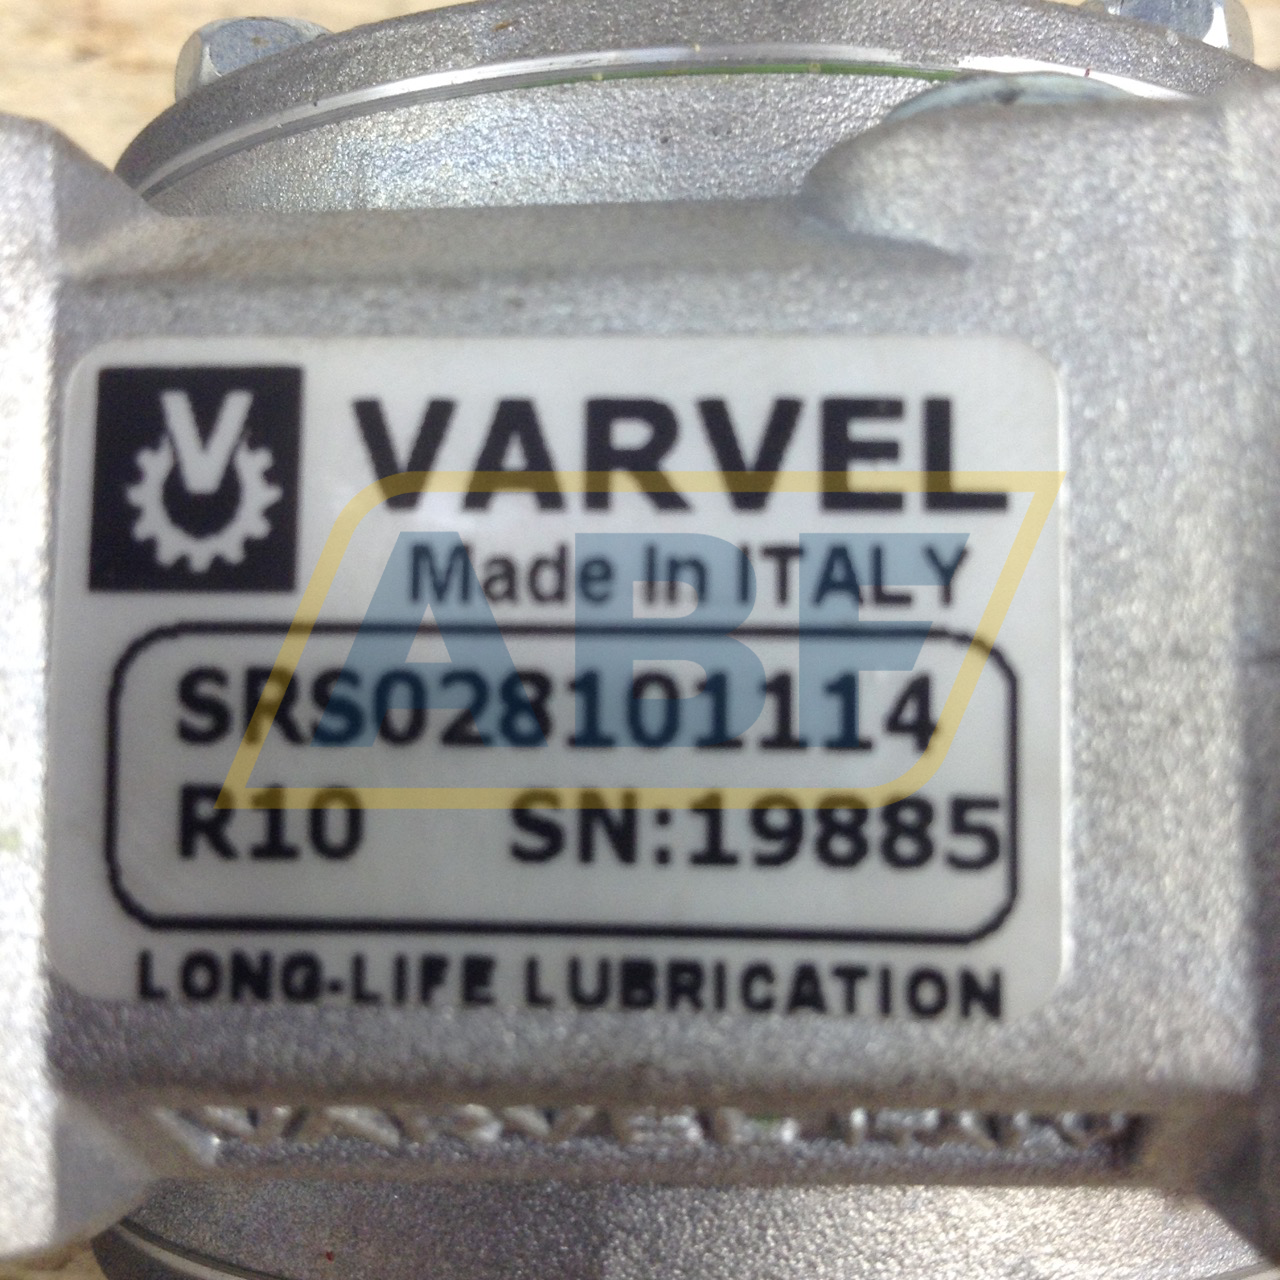 V
VARVEL
Made In ITALY
ABF
SRS028101114
R10 SN:19885
LONG-LIFE LUBRICATION